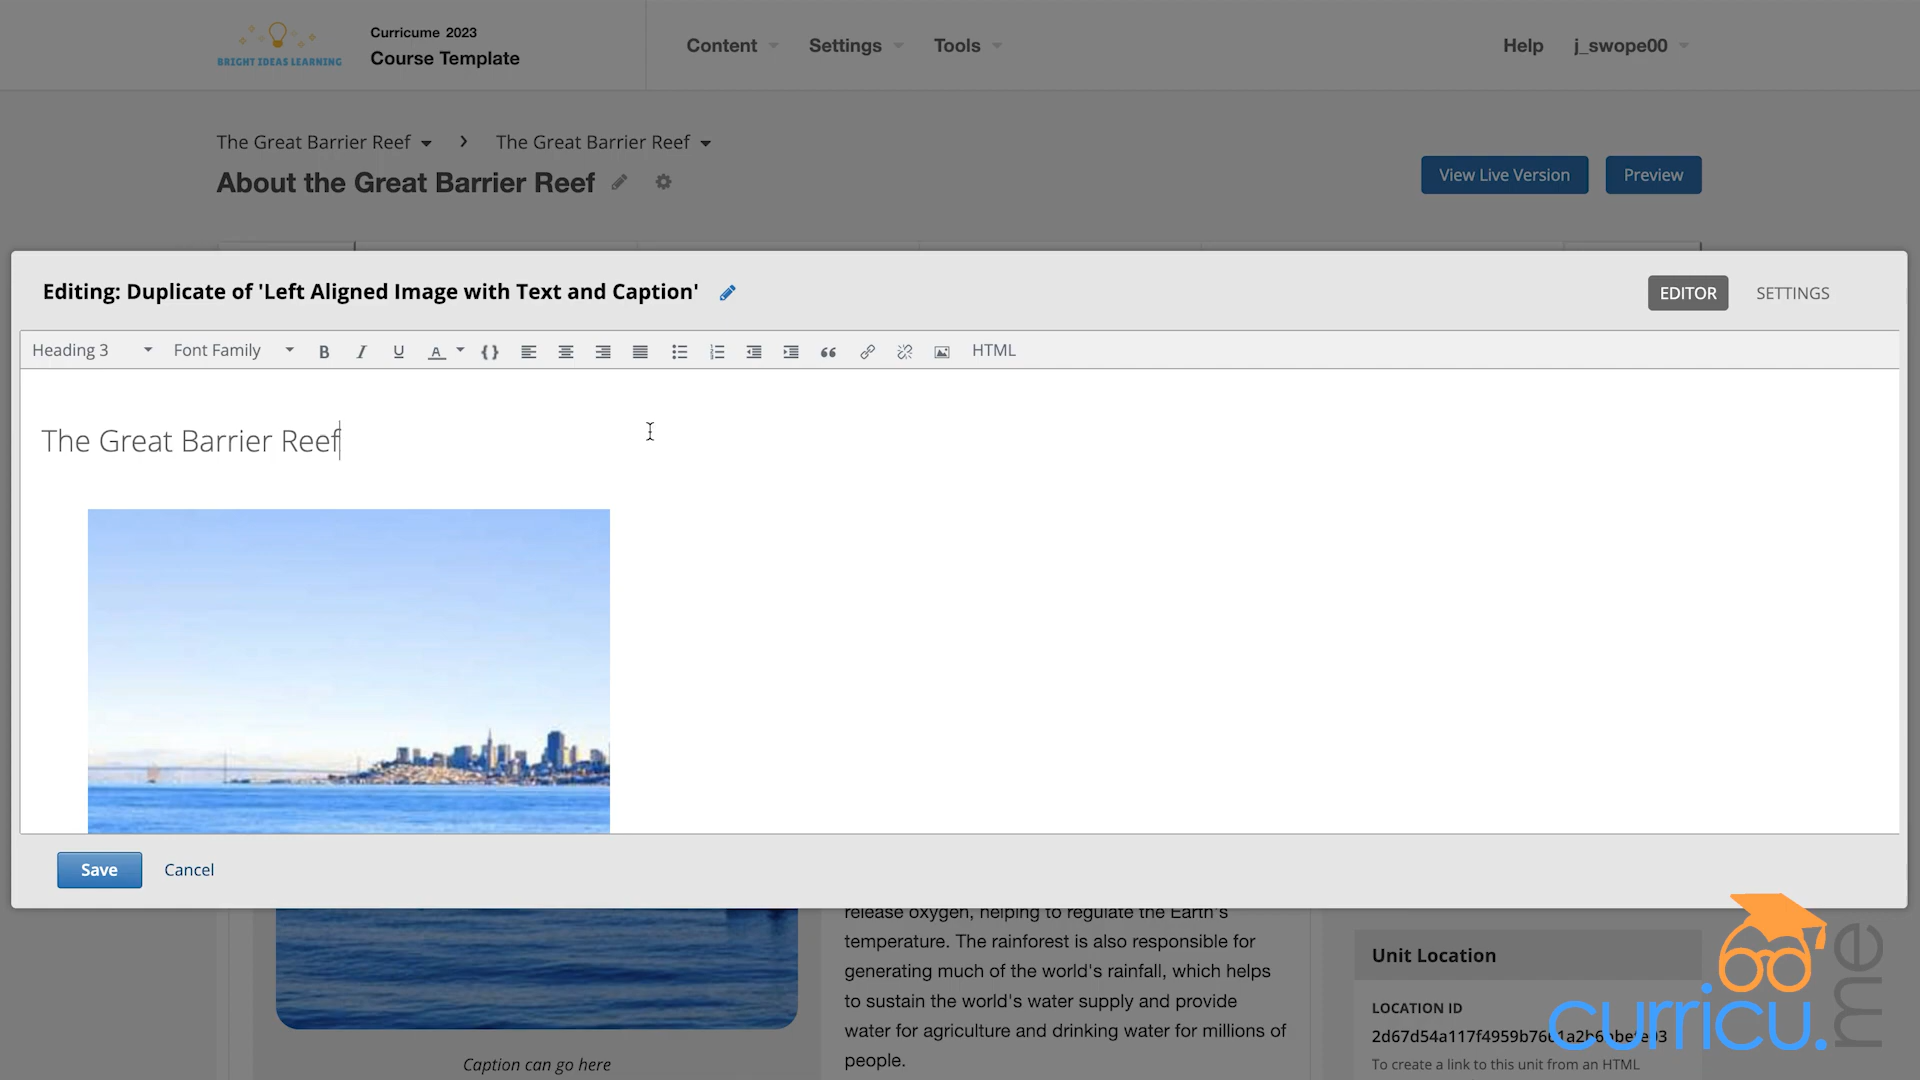 BRIGHT IDEAS LEARNING
Curricume 2023
Course Template
Content
Settings
Tools
Help
j_swope00
The Great Barrier Reef
The Great Barrier Reef
About the Great Barrier Reef
View Live Version
Preview
Editing: Duplicate of 'Left Aligned Image with Text and Caption'
EDITOR
SETTINGS
Heading 3
Font Family
B
I
U
A
{}
HTML
The Great Barrier Reef
Save
Cancel
release oxygen, helping to regulate the Earth's
temperature. The rainforest is also responsible for
generating much of the world's rainfall, which helps
to sustain the world's water supply and provide
water for agriculture and drinking water for millions of
people.
Caption can go here
Unit Location
LOCATION ID
To create a link to this unit from an HTML
curricu.me